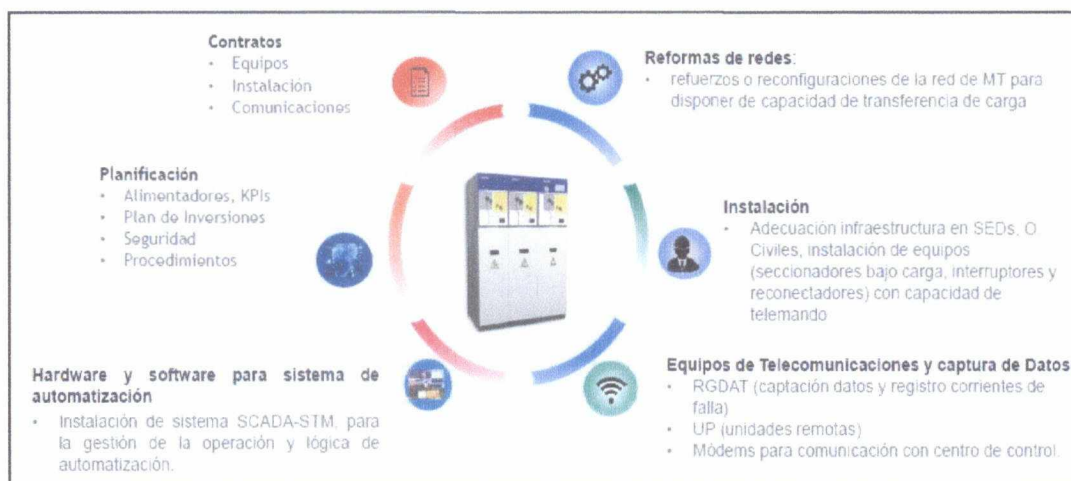 Contratos
• Equipos
• Instalación
• Comunicaciones
Reformas de redes:
• refuerzos o reconfiguraciones de la red de MT para
disponer de capacidad de transferencia de carga
Planificación
• Alimentadores, KPIs
• Plan de Inversiones
• Seguridad
• Procedimientos
Instalación
• Adecuación infraestructura en SEDs, O.
Civiles, instalación de equipos
(seccionadores bajo carga, interruptores y
reconectadores) con capacidad de
telemando
Hardware y software para sistema de
automatización
• Instalación de sistema SCADA-STM, para
la gestión de la operación y lógica de
automatización.
Equipos de Telecomunicaciones y captura de Datos
• RGDAT (captación datos y registro corrientes de
falla)
• UP (unidades remotas)
• Módems para comunicación con centro de control.